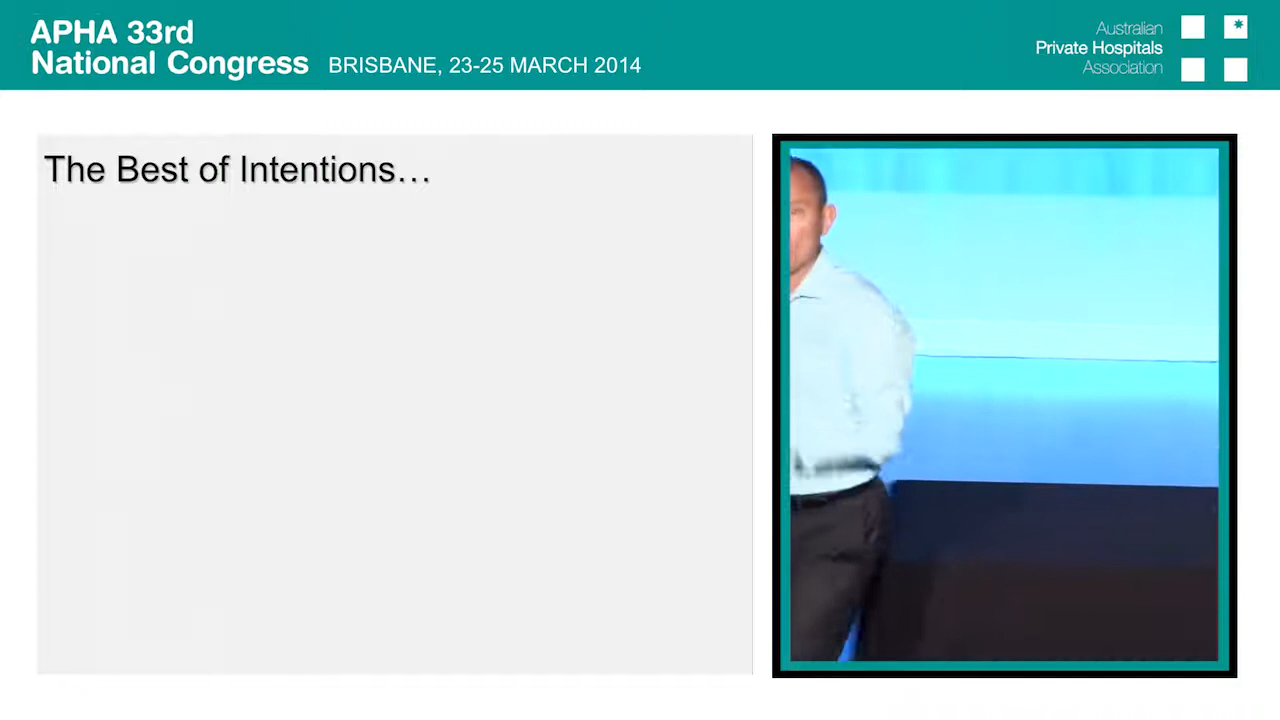 APHA 33rd
National Congress BRISBANE, 23-25 MARCH 2014
Australian
Private Hospitals
Association
The Best of Intentions…